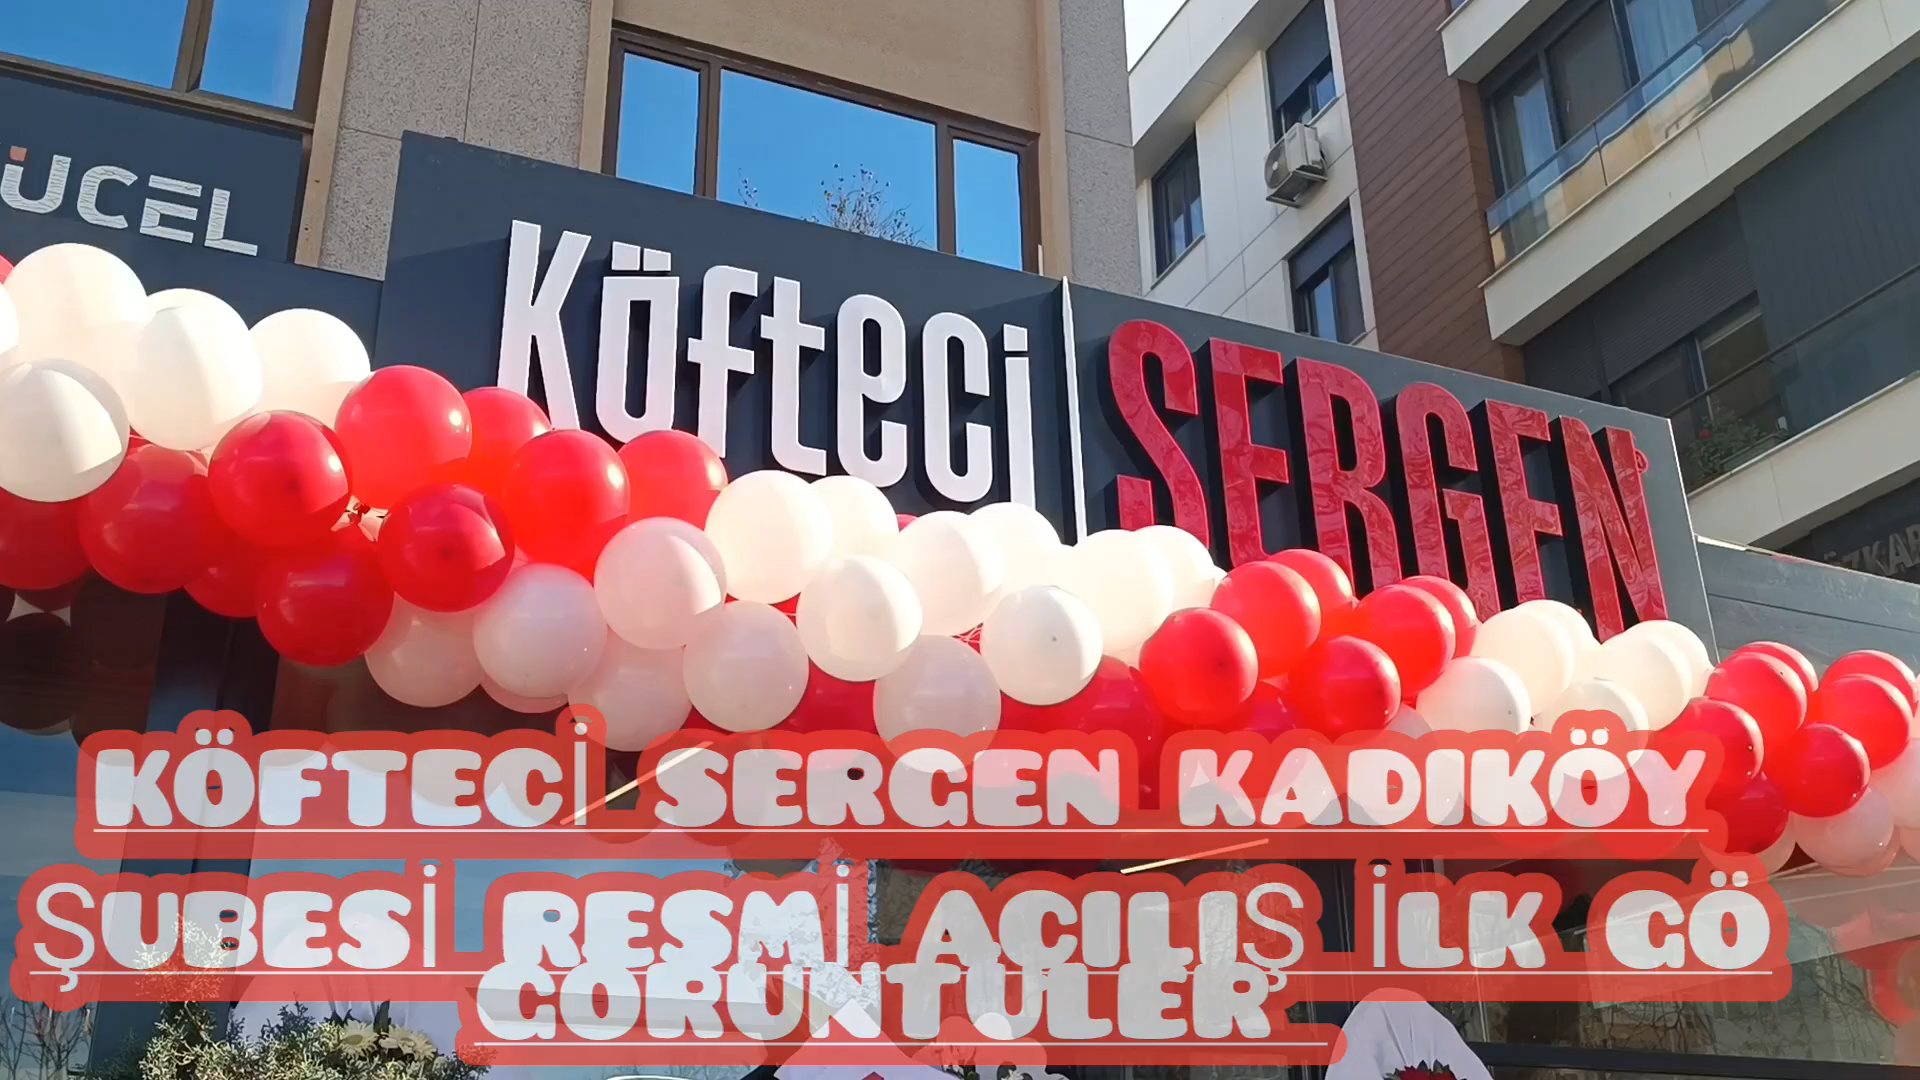 ÜCEL
Köfteci SERGEN
KÖFTECİ SERGEN KADIKÖY
ŞUBESİ RESMİ AÇILIŞ İLK GÖ
GÖRÜNTÜLER